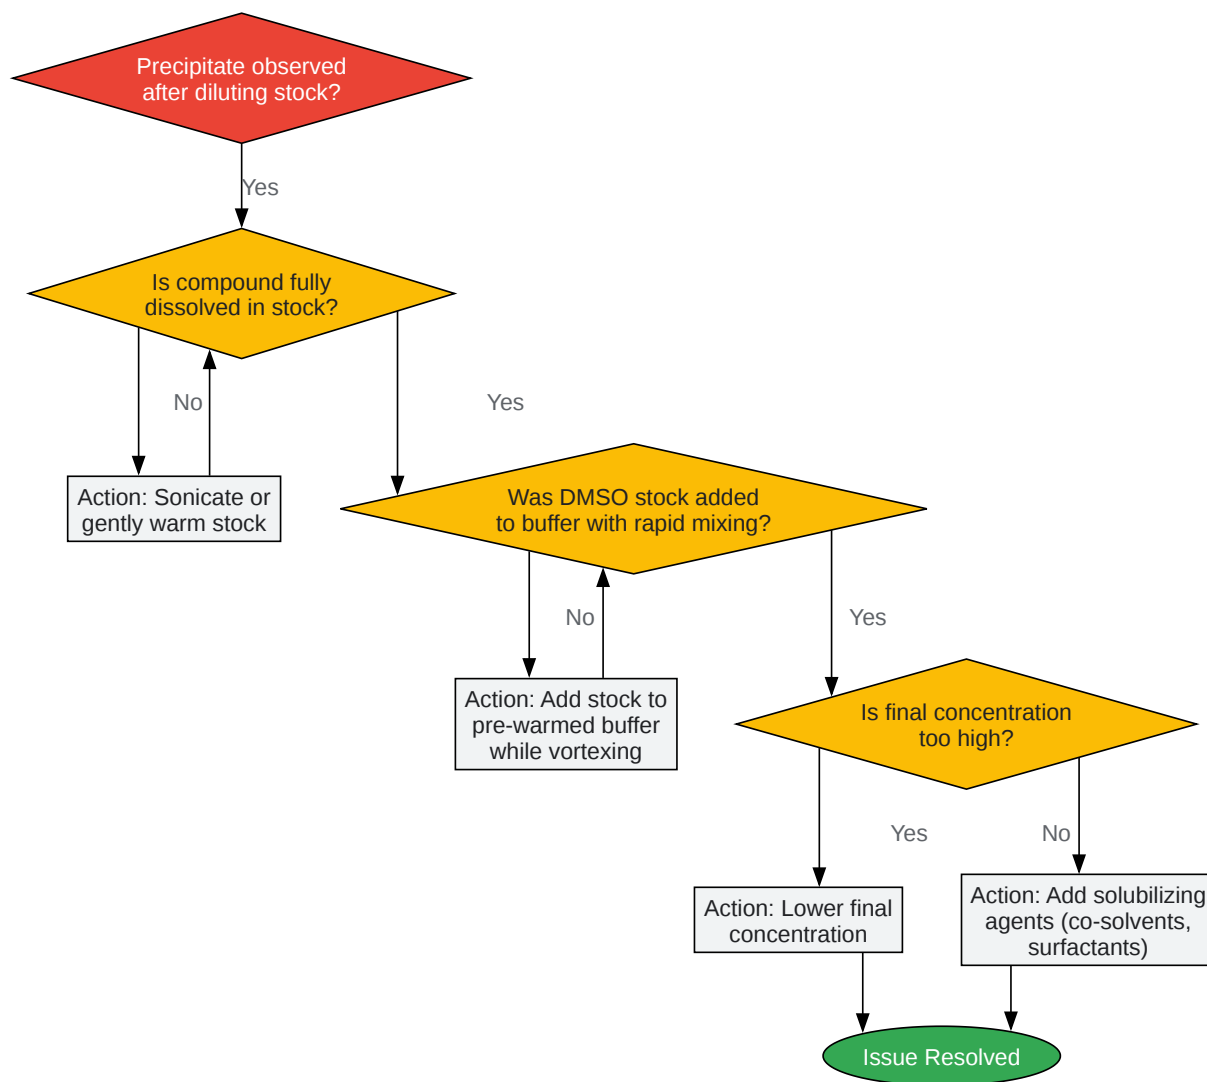 Precipitate observed
after diluting stock?
Yes
Is compound fully
dissolved in stock?
No
Yes
Action: Sonicate or
gently warm stock
Was DMSO stock added
to buffer with rapid mixing?
No
Yes
Action: Add stock to
pre-warmed buffer
while vortexing
Is final concentration
too high?
Yes
No
Action: Lower final
concentration
Action: Add solubilizing
agents (co-solvents,
surfactants)
Issue Resolved